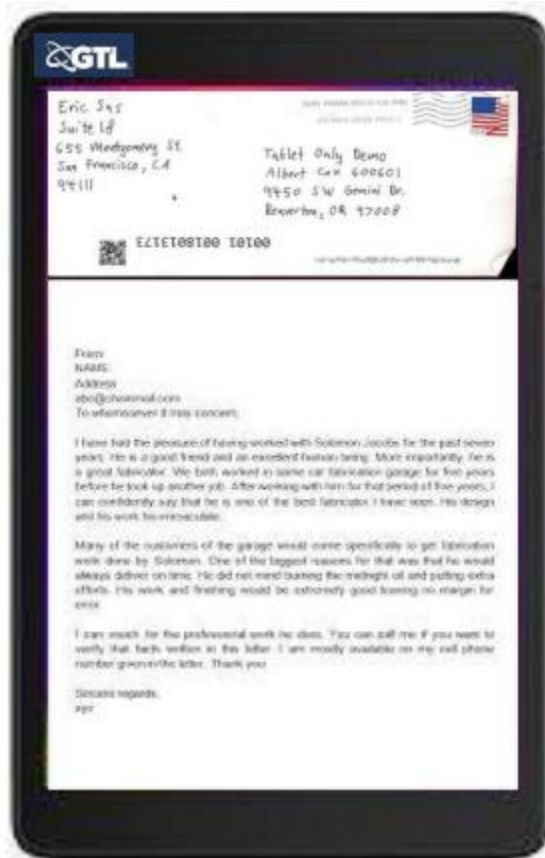 GTL
Eric Sas
Suite 18
655 Montgomery St
San Francisco, CA
94111
Tablet Only Demo
Albert Cox 600601
9450 SW Gemini Dr.
Beaverton, OR 97008
00101 0018013173
From
NAME
Address
abc@chainmail.com
To whomsoever it may concern,
I have had the pleasure of having worked with Solomon Jacobs for the past seven
years. He is a good friend and an excellent human being. More importantly, he is
a great fabricator. We both worked in same car fabrication garage for five years
before he took up another job. After working with him for that period of five years, I
can confidently say that he is one of the best fabricator I have seen. His design
and his work his immaculate.
Many of the customers of the garage would come specifically to get fabrication
work done by Solomon. One of the biggest reasons for that was that he would
always deliver on time. He did not mind burning the midnight oil and putting extra
efforts. His work and finishing would be extremely good leaving no margin for
error.
I can vouch for the professional work he does. You can call me if you want to
verify that facts written in this letter. I am mostly available on my cell phone
number given in the letter. Thank you
Sincere regards,